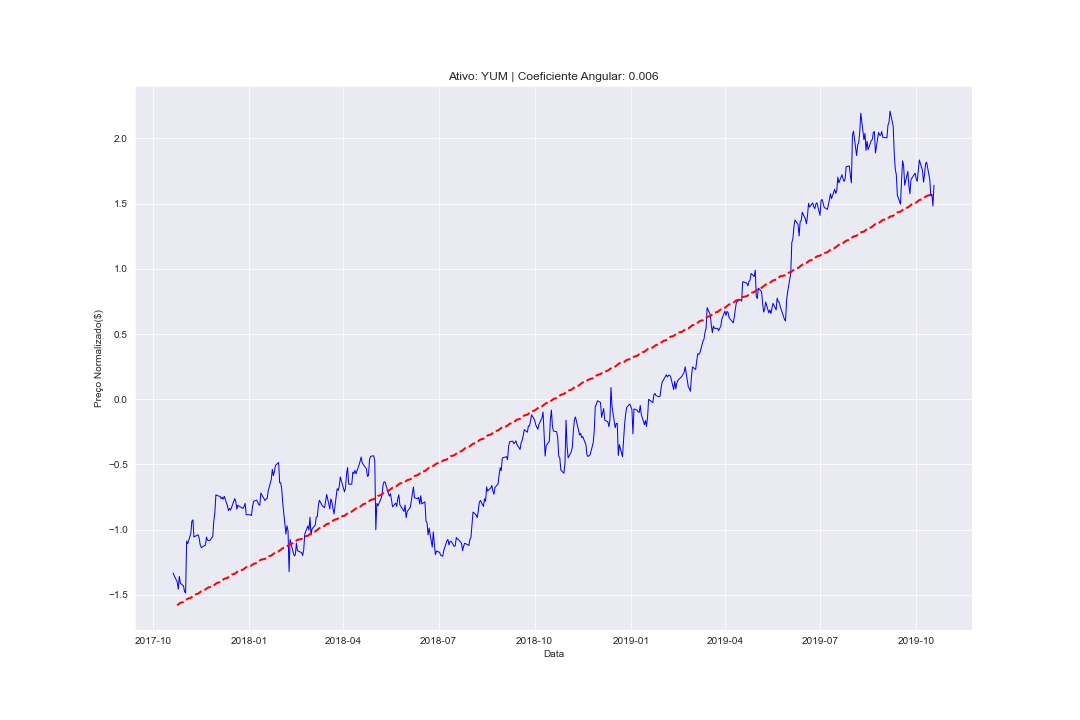 Ativo: YUM | Coeficiente Angular: 0.006
2.0
1.5
1.0
0.5
0.0
−0.5
−1.0
−1.5
Preço Normalizado($)
2017-10 2018-01 2018-04 2018-07 2018-10 2019-01 2019-04 2019-07 2019-10
Data